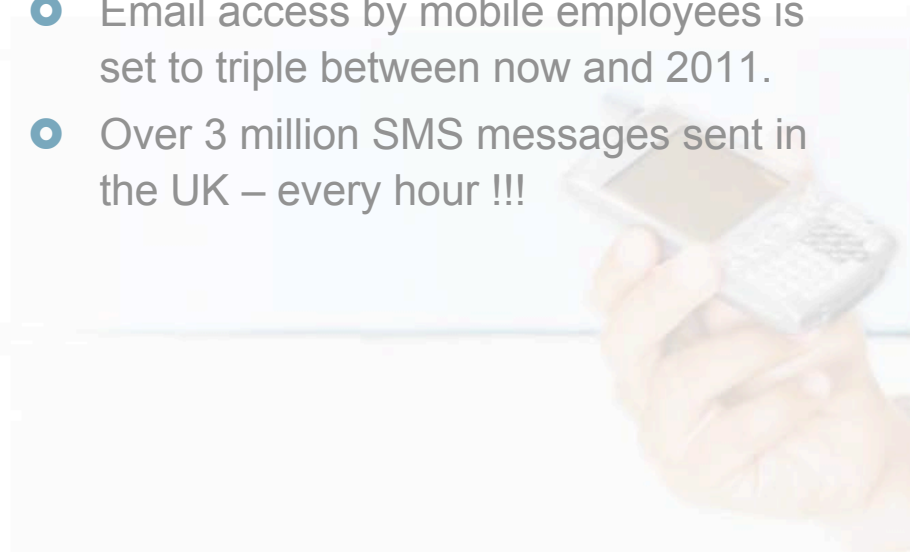 Email access by mobile employees is
set to triple between now and 2011.
Over 3 million SMS messages sent in
the UK – every hour !!!